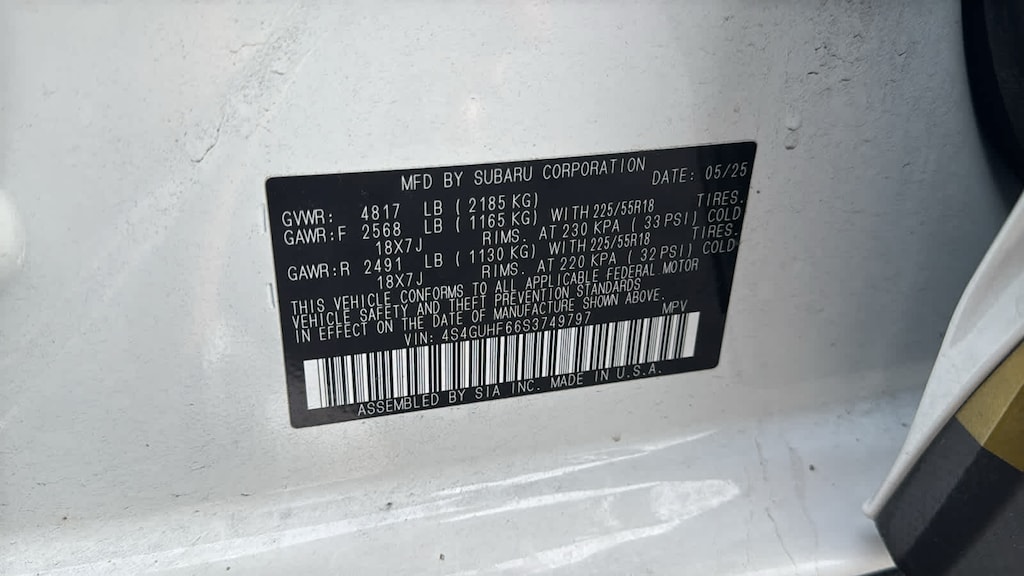 MFD BY SUBARU CORPORATION DATE: 05/25
GVWR: 4817 LB ( 2185 KG)
GAWR:F 2568 LB ( 1165 KG) WITH 225/55R18 TIRES.
18X7J RIMS. AT 230 KPA ( 33 PSI) COLD
GAWR:R 2491 LB ( 1130 KG) WITH 225/55R18 TIRES.
18X7J RIMS. AT 220 KPA ( 32 PSI) COLD
THIS VEHICLE CONFORMS TO ALL APPLICABLE FEDERAL MOTOR
VEHICLE SAFETY AND THEFT PREVENTION STANDARDS
IN EFFECT ON THE DATE OF MANUFACTURE SHOWN ABOVE.
VIN: 4S4GUHF66S3749797 MPV
ASSEMBLED BY SIA INC. MADE IN U.S.A.